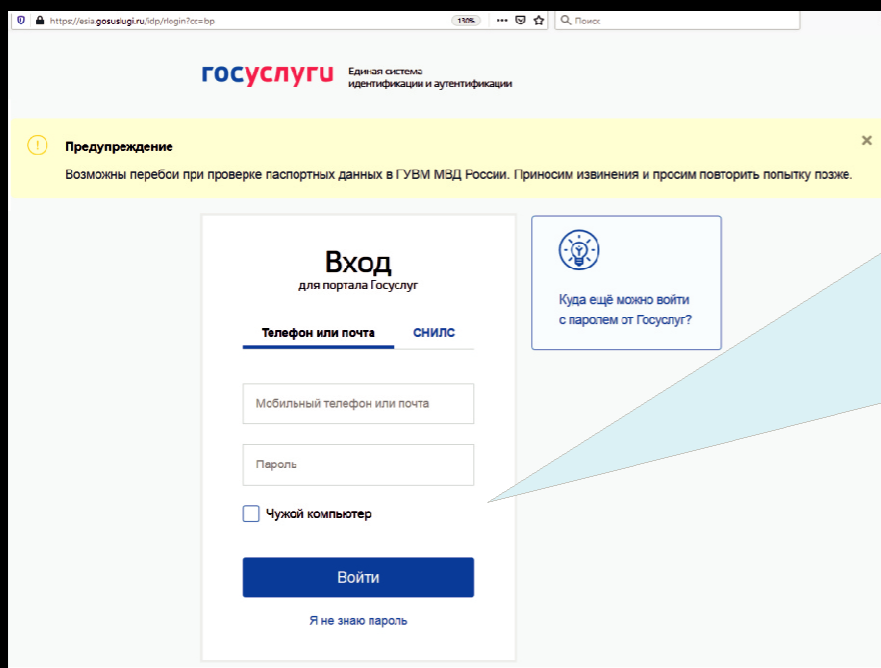 https://esia.gosuslugi.ru/idp/rlogin?cc=bp
130%
Поиск
госуслуги
Единая система
идентификации и аутентификации
Предупреждение
Возможны перебои при проверке паспортных данных в ГУВМ МВД России. Приносим извинения и просим повторить попытку позже.
Вход
для портала Госуслуг
Телефон или почта
СНИЛС
Мобильный телефон или почта
Пароль
Чужой компьютер
Войти
Я не знаю пароль
Куда ещё можно войти
с паролем от Госуслуг?